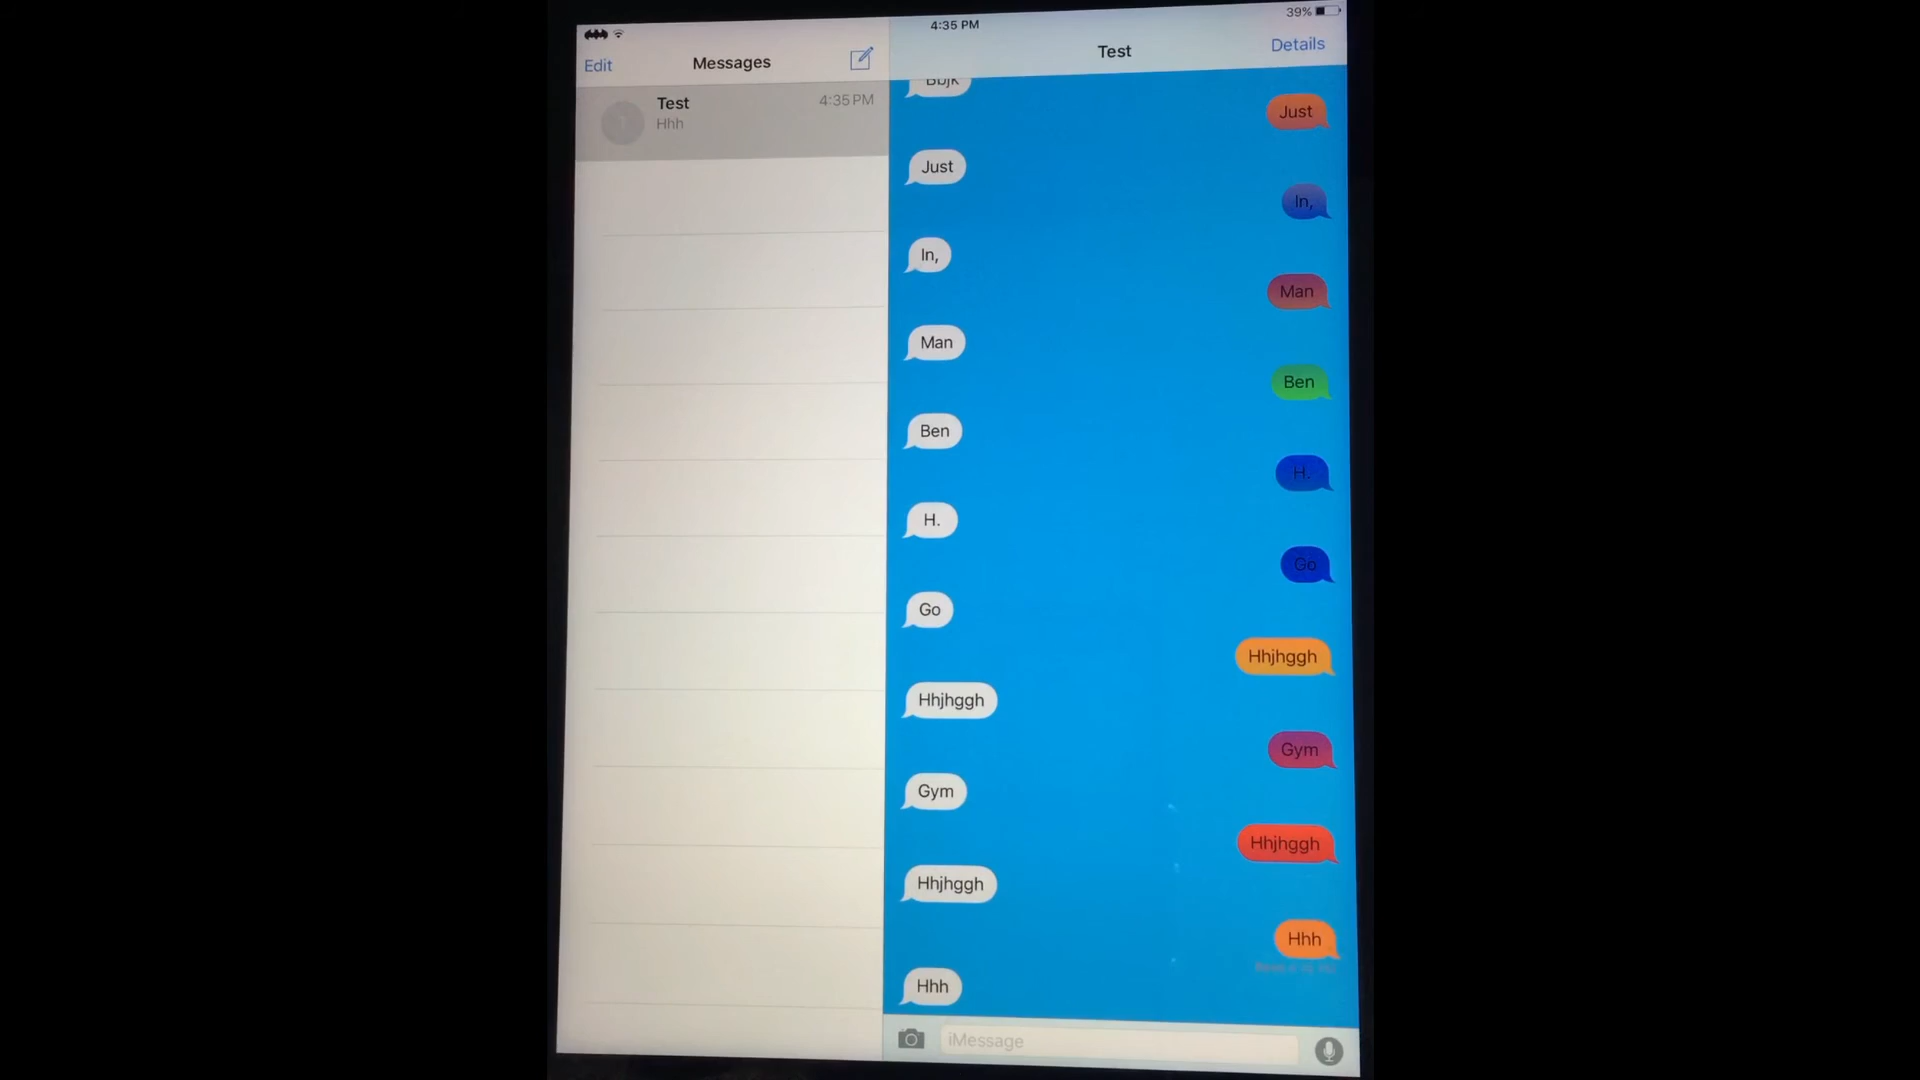 4:35 PM
39%
Edit
Messages
Test
Details
Test
4:35 PM
Hhh
Just
Just
In,
In,
Man
Man
Ben
Ben
H.
H.
Go
Go
Hhjhggh
Hhjhggh
Gym
Gym
Hhjhggh
Hhjhggh
Hhh
Hhh
iMessage